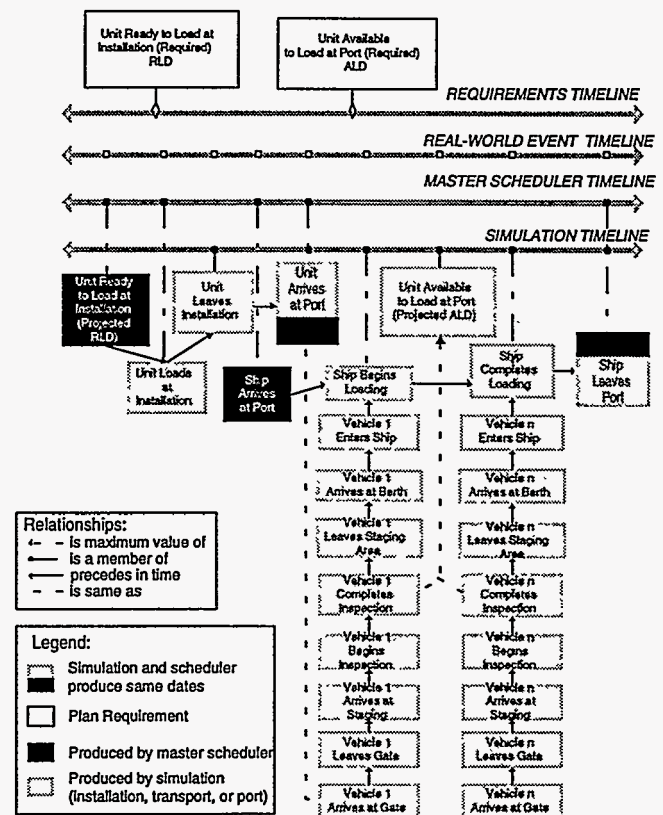 Unit Ready to Load at
Installation (Required)
RLD
Unit Available
to Load at Port (Required)
ALD
REQUIREMENTS TIMELINE
REAL-WORLD EVENT TIMELINE
MASTER SCHEDULER TIMELINE
SIMULATION TIMELINE
Unit Ready
to Load at
Installation
(Projected
RLD)
Unit
Leaves
Installation
Unit
Arrives
at Port
Unit Available
to Load at Port
(Projected ALD)
Unit Loads
at
Installation
Ship
Arrives
at Port
Ship Begins
Loading
Ship
Completes
Loading
Ship
Leaves
Port
Vehicle 1
Enters Ship
Vehicle n
Enters Ship
Vehicle 1
Arrives at Berth
Vehicle n
Arrives at Berth
Vehicle 1
Leaves Staging
Area
Vehicle n
Leaves Staging
Area
Vehicle 1
Completes
Inspection
Vehicle n
Completes
Inspection
Vehicle 1
Begins
Inspection
Vehicle n
Begins
Inspection
Vehicle 1
Arrives at
Staging
Vehicle n
Arrives at
Staging
Vehicle 1
Leaves Gate
Vehicle n
Leaves Gate
Vehicle 1
Arrives at Gate
Vehicle n
Arrives at Gate
Relationships:
is maximum value of
is a member of
precedes in time
is same as
Legend:
Simulation and scheduler
produce same dates
Plan Requirement
Produced by master scheduler
Produced by simulation
(installation, transport, or port)